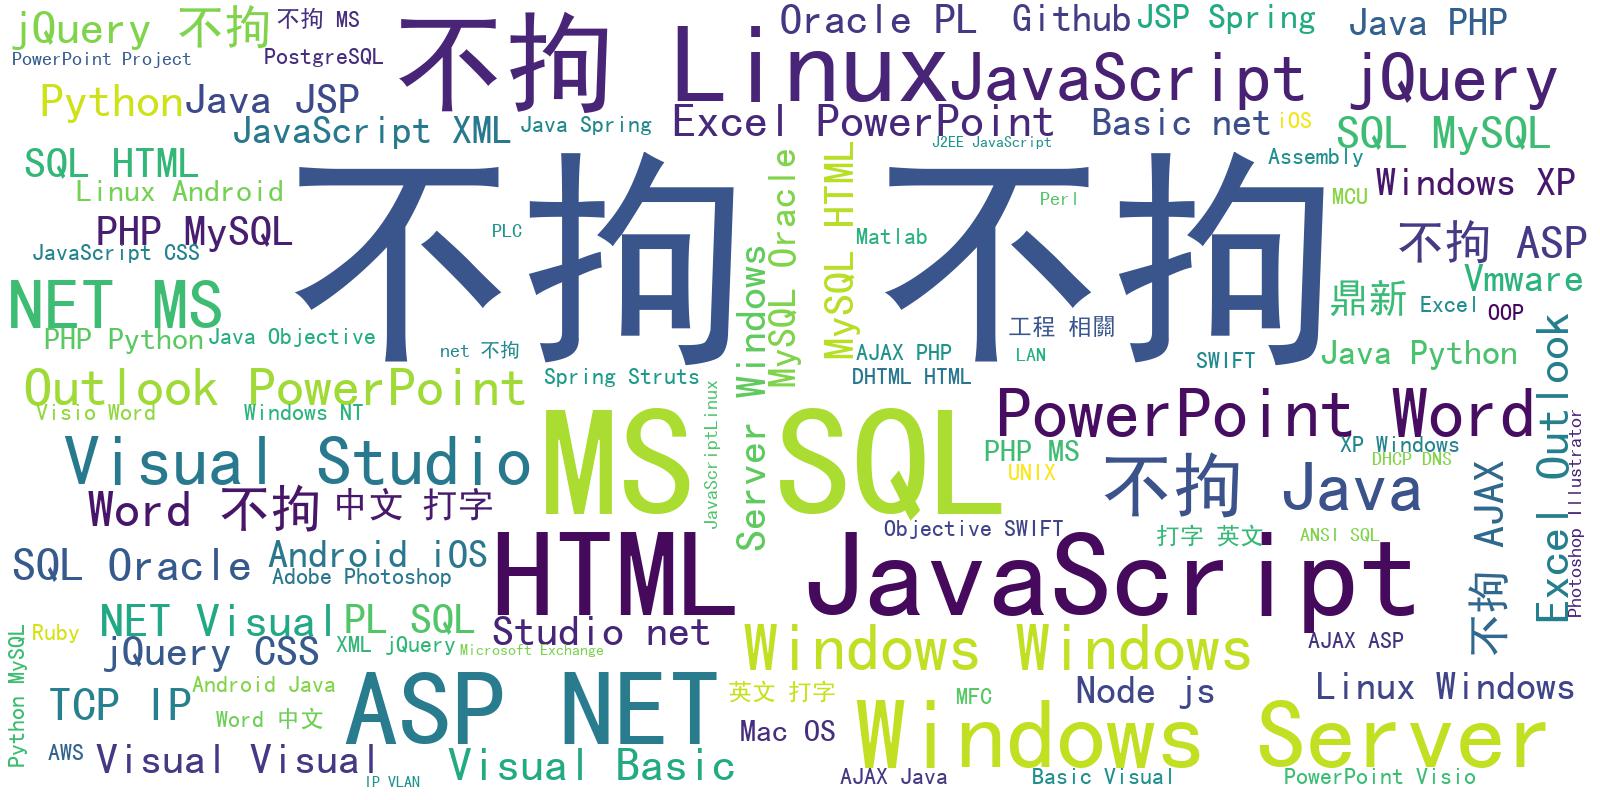 jQuery 不拘
不拘 MS
不拘 Linux
Oracle PL
Github
JSP Spring
Java PHP
PowerPoint Project
PostgreSQL
JavaScript jQuery
Python
Java JSP
JavaScript XML
Java Spring
Excel PowerPoint
Basic net
iOS
SQL MySQL
J2EE JavaScript
SQL HTML
Assembly
Linux Android
不拘 不拘
MySQL Oracle
MySQL HTML
Perl
MCU
Windows XP
PHP MySQL
PLC
Matlab
不拘 ASP
JavaScript CSS
Server Windows
Vmware
NET MS
鼎新
Excel
OOP
PHP Python
Java Objective
net 不拘
工程 相關
AJAX PHP
LAN
SWIFT
Java Python
Excel Outlook
Outlook PowerPoint
Spring Struts
DHTML HTML
Visio Word
Windows NT
JavaScriptLinux
PowerPoint Word
Photoshop Illustrator
MS SQL
Visual Studio
PHP MS
XP Windows
UNIX
DHCP DNS
不拘 Java
不拘 AJAX
Word 不拘
中文 打字
Objective SWIFT
打字 英文
ANSI SQL
SQL Oracle
Android iOS
Adobe Photoshop
HTML JavaScript
NET Visual
PL SQL
Python MySQL
Ruby
jQuery CSS
XML jQuery
Studio net
Microsoft Exchange
Windows Windows
AJAX ASP
TCP IP
Android Java
Word 中文
ASP NET
英文 打字
MFC
Node js
Linux Windows
Mac OS
Windows Server
AWS
Visual Visual
IP VLAN
Visual Basic
AJAX Java
Basic Visual
PowerPoint Visio